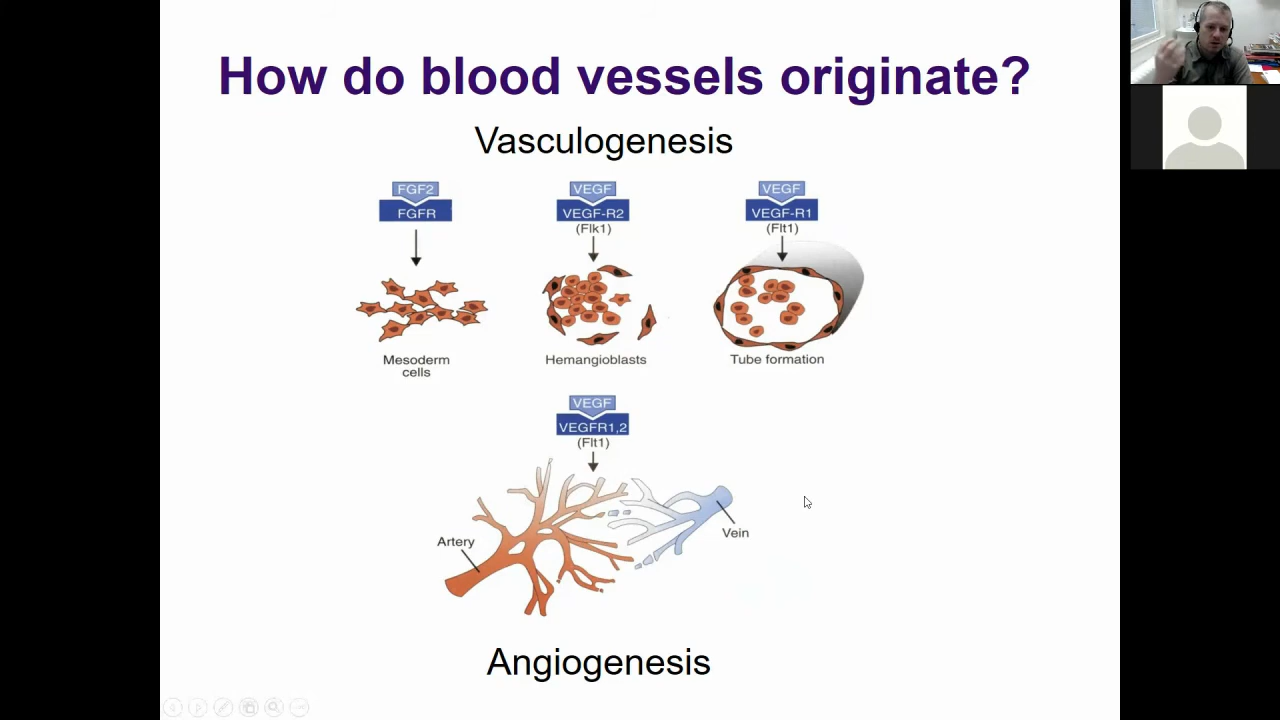 How do blood vessels originate?
Vasculogenesis
FGF2
FGFR
VEGF
VEGF-R2
(Flk1)
VEGF
VEGF-R1
(Flt1)
Mesoderm
cells
Hemangioblasts
Tube formation
VEGF
VEGFR1,2
(Flt1)
Artery
Vein
Angiogenesis